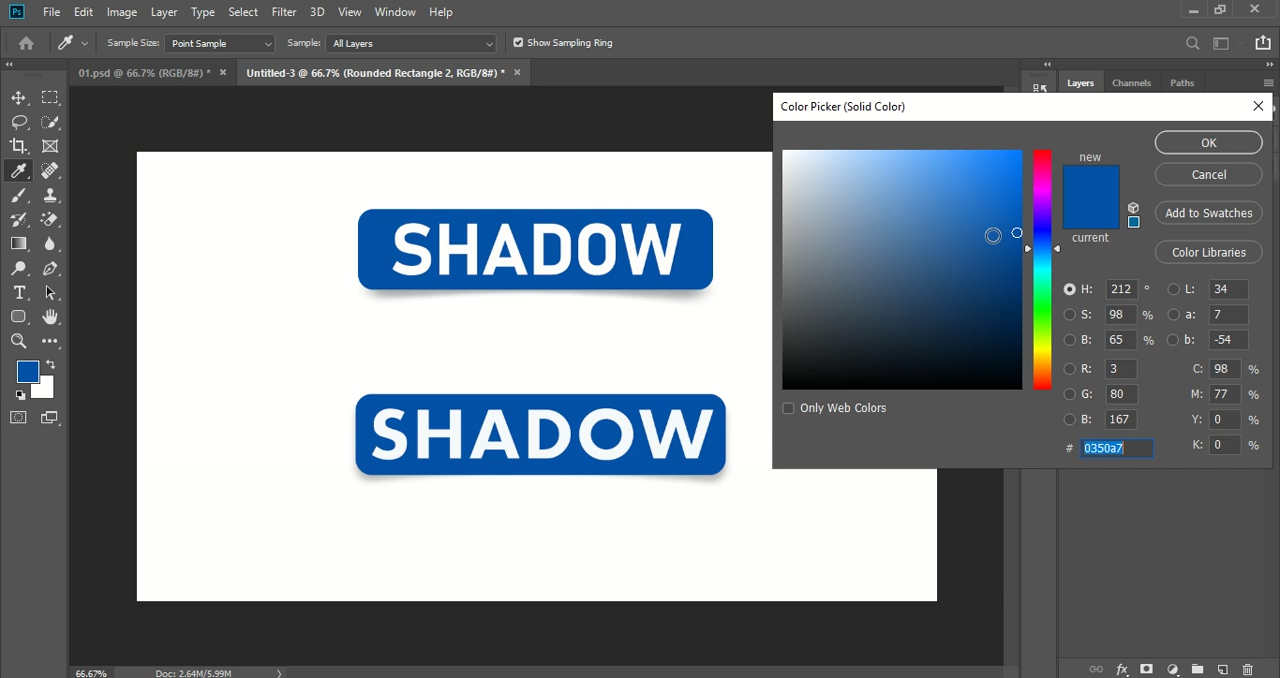 Ps File Edit Image Layer Type Select Filter 3D View Window Help
Sample Size: Point Sample Sample: All Layers Show Sampling Ring
01.psd @ 66.7% (RGB/8#) * × Untitled-3 @ 66.7% (Rounded Rectangle 2, RGB/8#) * ×
Layers Channels Paths
Color Picker (Solid Color)
new
current
OK
Cancel
Add to Swatches
Color Libraries
H: 212 ° L: 34
S: 98 % a: 7
B: 65 % b: -54
R: 3 C: 98 %
G: 80 M: 77 %
B: 167 Y: 0 %
# 0350a7 K: 0 %
Only Web Colors
SHADOW
SHADOW
T
66.67% Doc: 2.64M/5.99M
fx